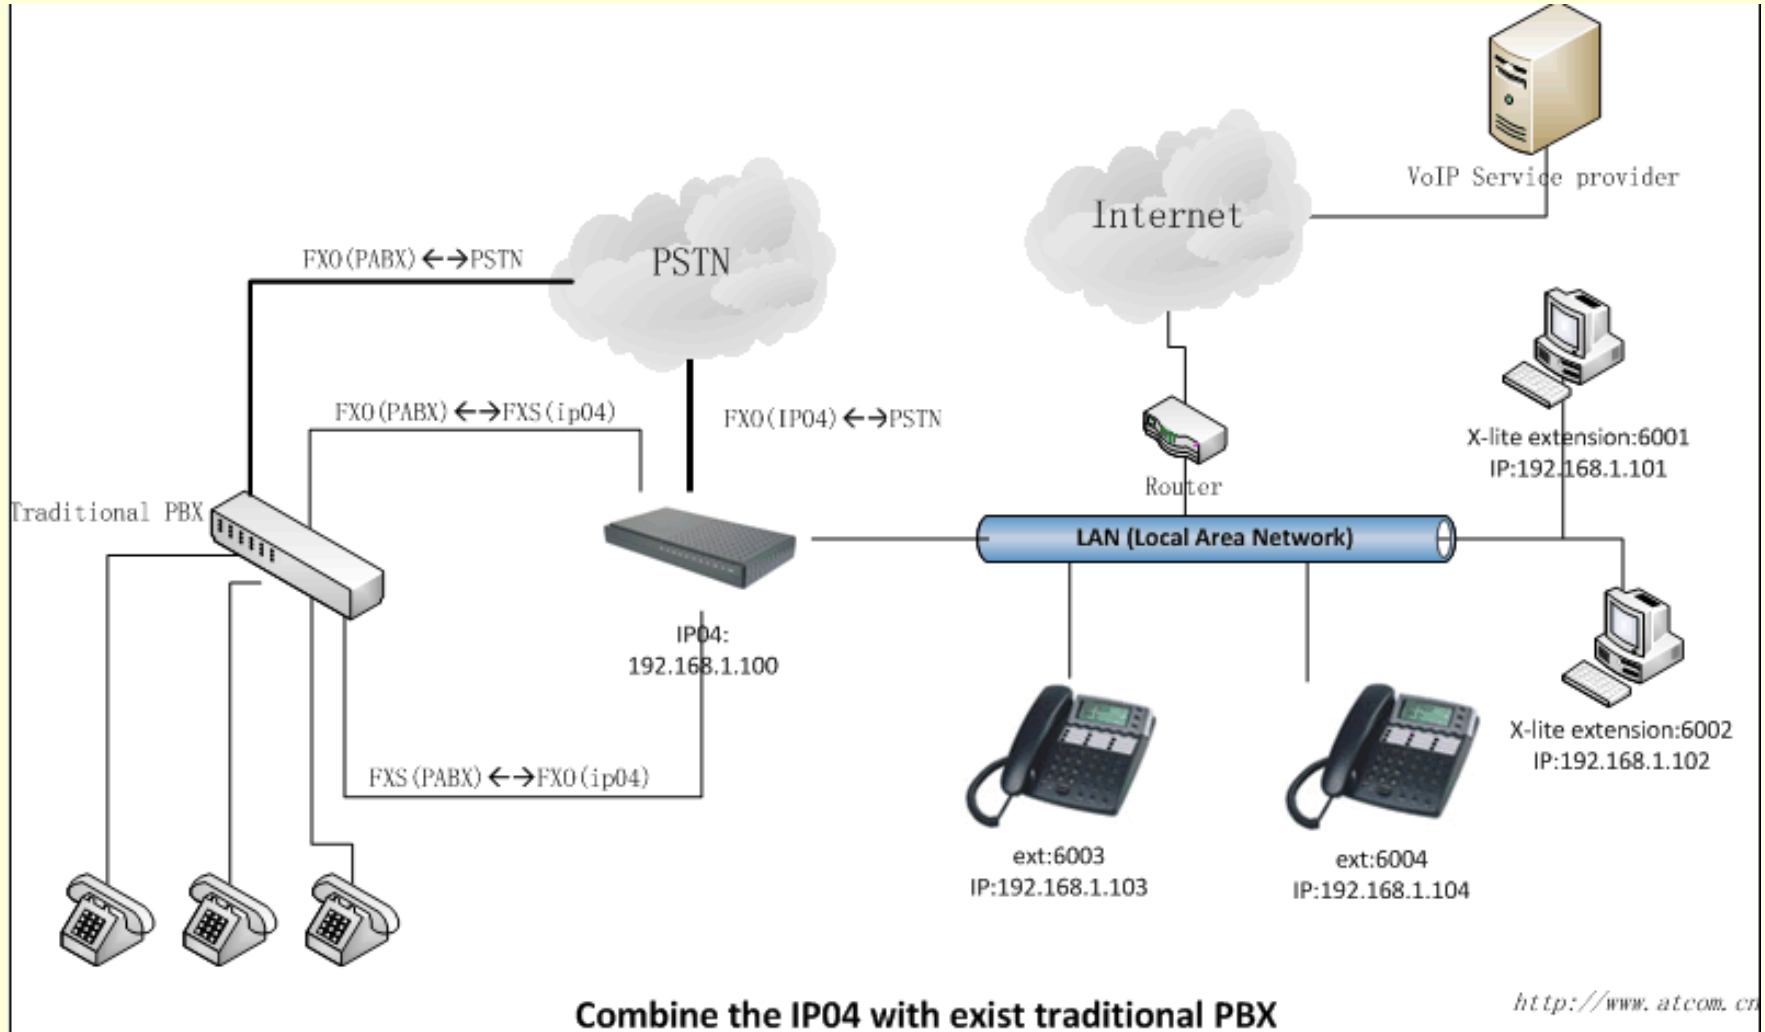 VoIP Service provider
Internet
PSTN
FXO(PABX)←→PSTN
FXO(PABX)←→FXS(ip04)
FXO(IP04)←→PSTN
X-lite extension:6001
IP:192.168.1.101
Router
Traditional PBX
LAN (Local Area Network)
IP04:
192.168.1.100
X-lite extension:6002
IP:192.168.1.102
FXS(PABX)←→FXO(ip04)
ext:6003
IP:192.168.1.103
ext:6004
IP:192.168.1.104
Combine the IP04 with exist traditional PBX
http://www.atcom.cn